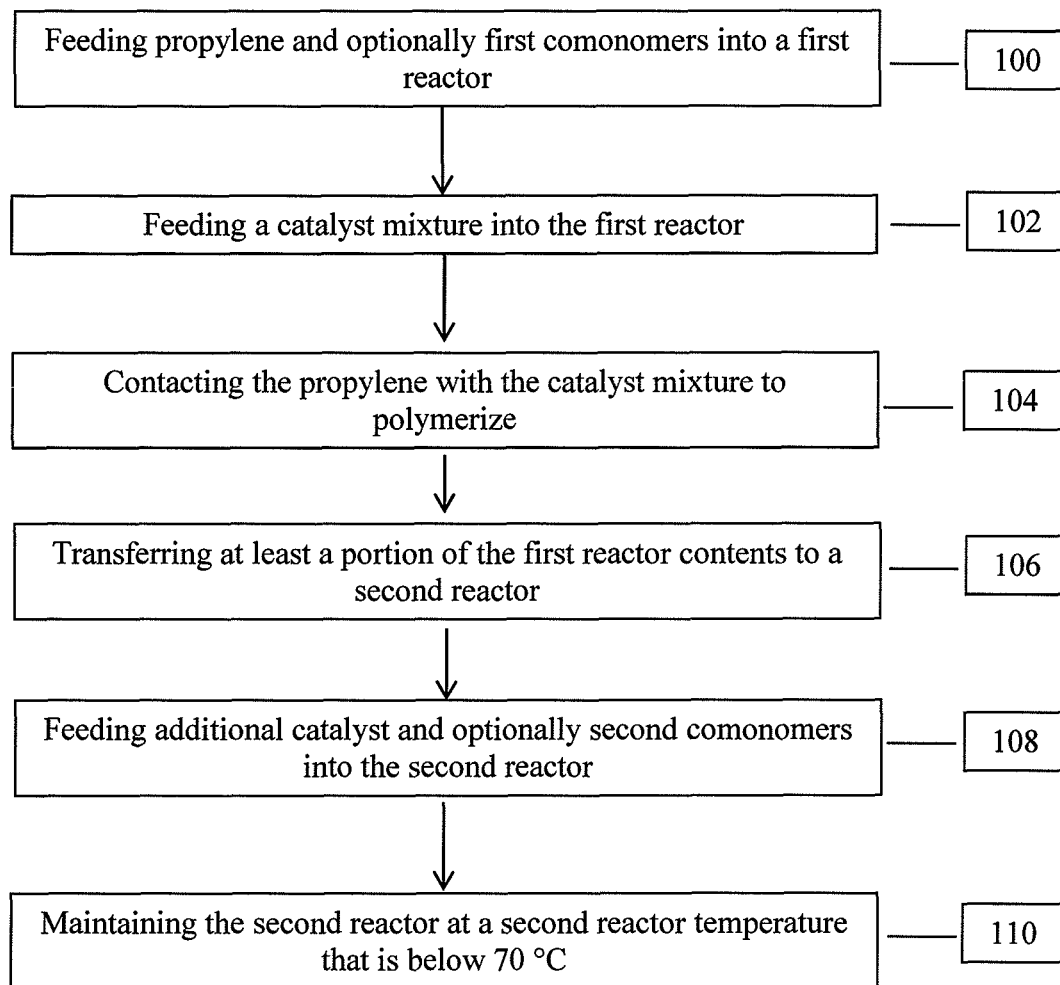 Feeding propylene and optionally first comonomers into a first
reactor
100
Feeding a catalyst mixture into the first reactor
102
Contacting the propylene with the catalyst mixture to
polymerize
104
Transferring at least a portion of the first reactor contents to a
second reactor
106
Feeding additional catalyst and optionally second comonomers
into the second reactor
108
Maintaining the second reactor at a second reactor temperature
that is below 70 °C
110